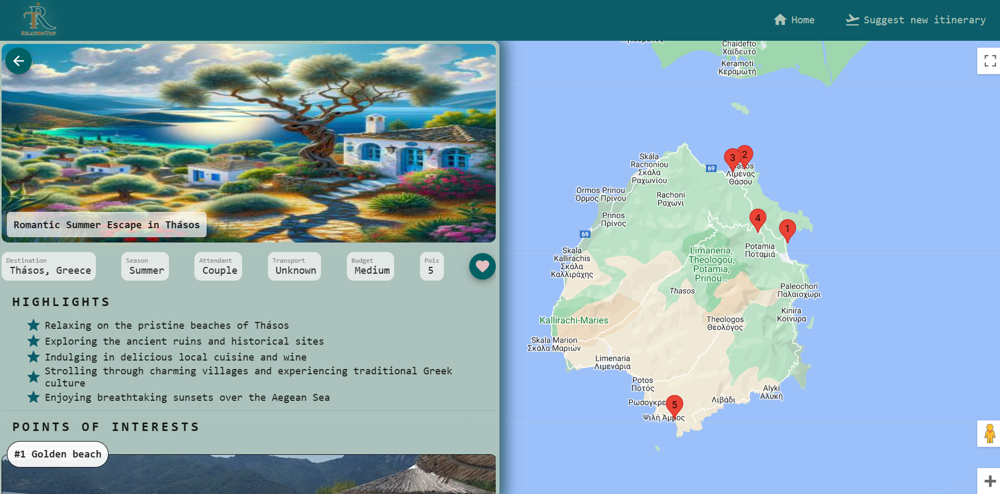 RELATIONTRIP
Home
Suggest new itinerary
Romantic Summer Escape in Thásos
Destination
Thásos, Greece
Season
Summer
Attendant
Couple
Transport
Unknown
Budget
Medium
Pois
5
HIGHLIGHTS
Relaxing on the pristine beaches of Thásos
Exploring the ancient ruins and historical sites
Indulging in delicious local cuisine and wine
Strolling through charming villages and experiencing traditional Greek
culture
Enjoying breathtaking sunsets over the Aegean Sea
POINTS OF INTERESTS
#1 Golden beach
Chaidefto
Χαϊδευτό
Keramoti
Κεραμωτή
3
2
Λιμένας
Θάσου
69
Skála
Rachoníou
Σκάλα
Ραχωνίου
Ormos Prinou
Όρμος Πρίνου
Rachoni
Ραχώνι
Prinos
Πρίνος
4
1
69
Potamia
Ποταμιά
Skala
Kallirachis
Σκάλα
Καλλιράχης
Limaneria,
Theologou,
Potamia,
Prinou...
Thasos
Paleochori
Παλαιοχώρι
Kinira
Κοίνυρα
Kallirachi-Maries
Theologos
Θεολόγος
Skala Marion
Σκάλα Μαριών
Limenaria
Λιμενάρια
Potos
Ποτός
Alyki
Αλυκή
Λιβάδι
Ρωσογκρε
5
Ψιλή Άμμος